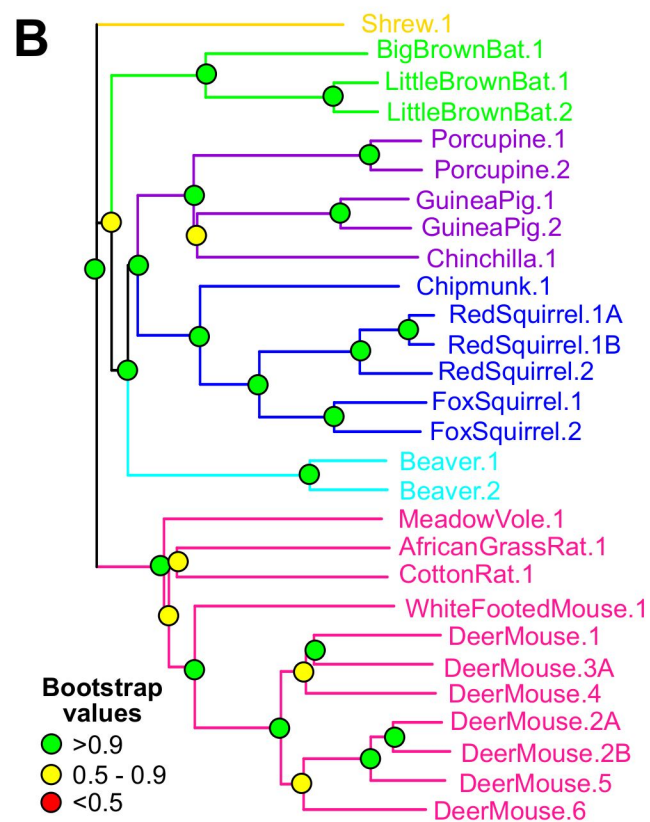 B
Shrew.1
BigBrownBat.1
LittleBrownBat.1
LittleBrownBat.2
Porcupine.1
Porcupine.2
GuineaPig.1
GuineaPig.2
Chinchilla.1
Chipmunk.1
RedSquirrel.1A
RedSquirrel.1B
RedSquirrel.2
FoxSquirrel.1
FoxSquirrel.2
Beaver.1
Beaver.2
MeadowVole.1
AfricanGrassRat.1
CottonRat.1
WhiteFootedMouse.1
DeerMouse.1
DeerMouse.3A
DeerMouse.4
DeerMouse.2A
DeerMouse.2B
DeerMouse.5
DeerMouse.6
Bootstrap
values
>0.9
0.5 - 0.9
<0.5